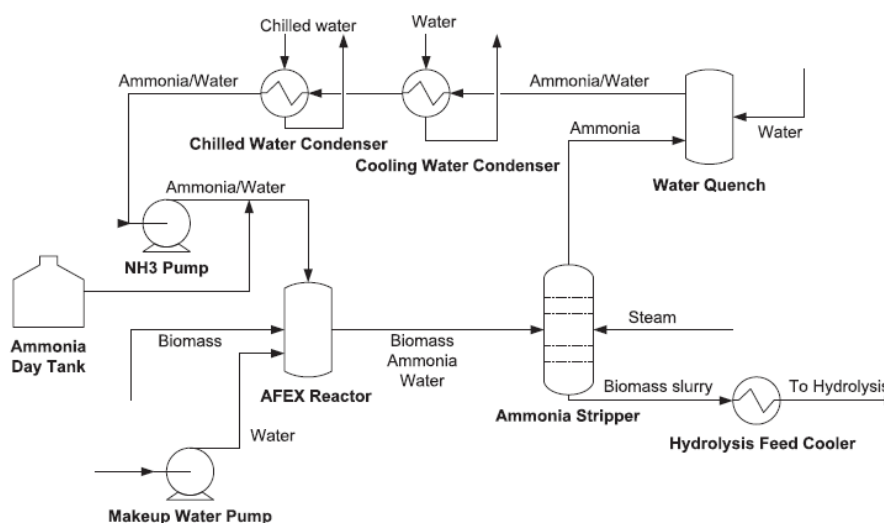 Chilled water
Water
Ammonia/Water
Ammonia/Water
Chilled Water Condenser
Cooling Water Condenser
Ammonia
Water
Water Quench
Ammonia/Water
NH3 Pump
Ammonia
Day Tank
Biomass
AFEX Reactor
Biomass
Ammonia
Water
Steam
Biomass slurry
To Hydrolysis
Ammonia Stripper
Hydrolysis Feed Cooler
Water
Makeup Water Pump